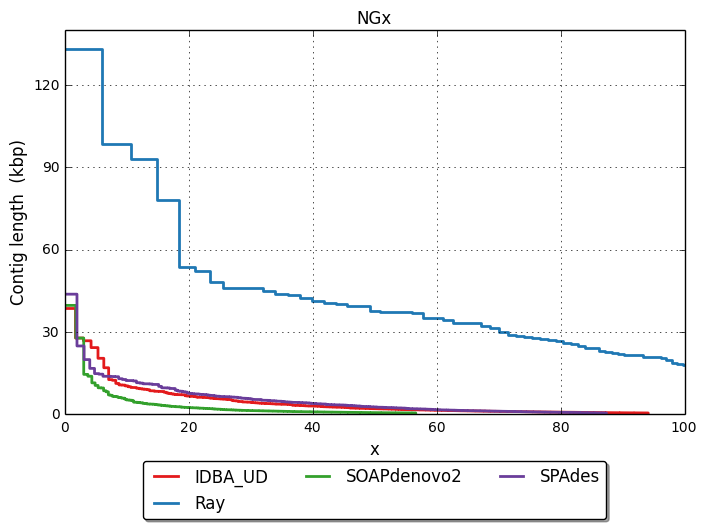 NGx
Contig length (kbp)
120
90
60
30
0
0 20 40 60 80 100
x
IDBA_UD SOAPdenovo2 SPAdes
Ray